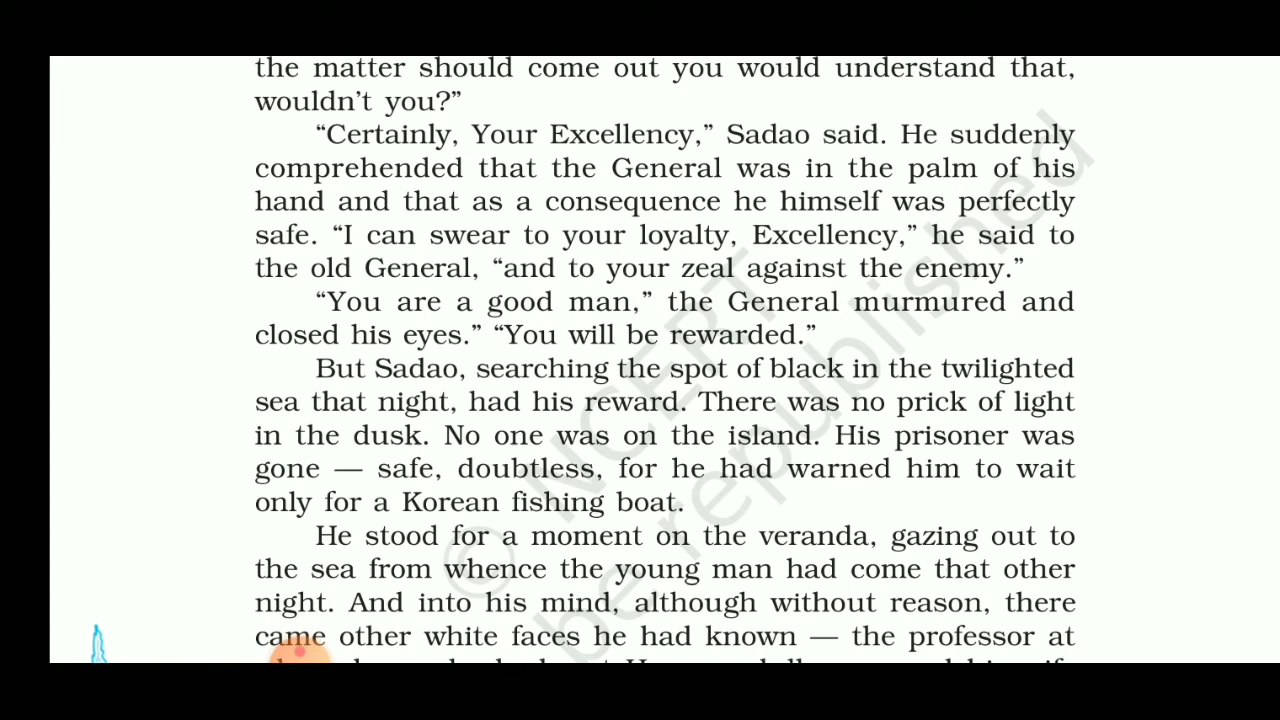 the matter should come out you would understand that,
wouldn't you?”
“Certainly, Your Excellency,” Sadao said. He suddenly
comprehended that the General was in the palm of his
hand and that as a consequence he himself was perfectly
safe. “I can swear to your loyalty, Excellency,” he said to
the old General, “and to your zeal against the enemy.”
“You are a good man,” the General murmured and
closed his eyes.” “You will be rewarded.”
But Sadao, searching the spot of black in the twilighted
sea that night, had his reward. There was no prick of light
in the dusk. No one was on the island. His prisoner was
gone — safe, doubtless, for he had warned him to wait
only for a Korean fishing boat.
He stood for a moment on the veranda, gazing out to
the sea from whence the young man had come that other
night. And into his mind, although without reason, there
came other white faces he had known — the professor at
© NCERT
be republished